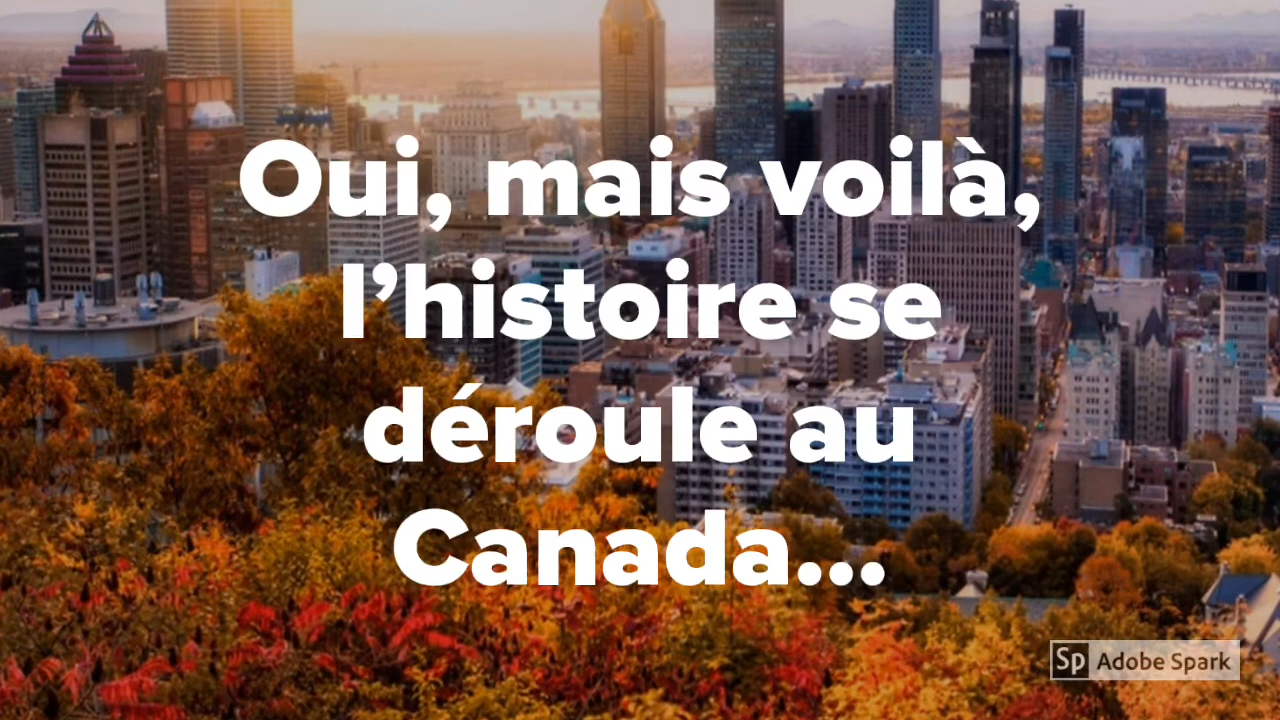 Oui, mais voilà,
l’histoire se
déroule au
Canada...
Sp Adobe Spark